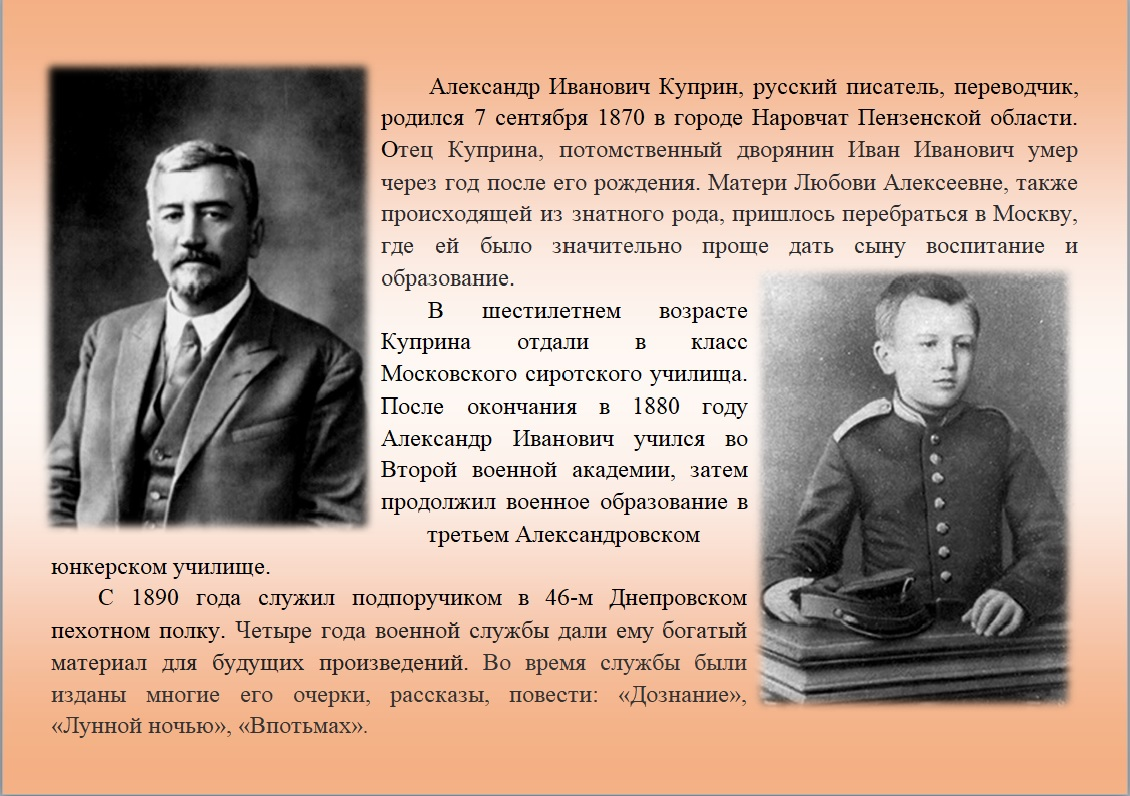 Александр Иванович Куприн, русский писатель, переводчик,
родился 7 сентября 1870 в городе Наровчат Пензенской области.
Отец Куприна, потомственный дворянин Иван Иванович умер
через год после его рождения. Матери Любови Алексеевне, также
происходящей из знатного рода, пришлось перебраться в Москву,
где ей было значительно проще дать сыну воспитание и
образование.
В шестилетнем возрасте
Куприна отдали в класс
Московского сиротского училища.
После окончания в 1880 году
Александр Иванович учился во
Второй военной академии, затем
продолжил военное образование в
третьем Александровском
юнкерском училище.
С 1890 года служил подпоручиком в 46-м Днепровском
пехотном полку. Четыре года военной службы дали ему богатый
материал для будущих произведений. Во время службы были
изданы многие его очерки, рассказы, повести: «Дознание»,
«Лунной ночью», «Впотьмах».